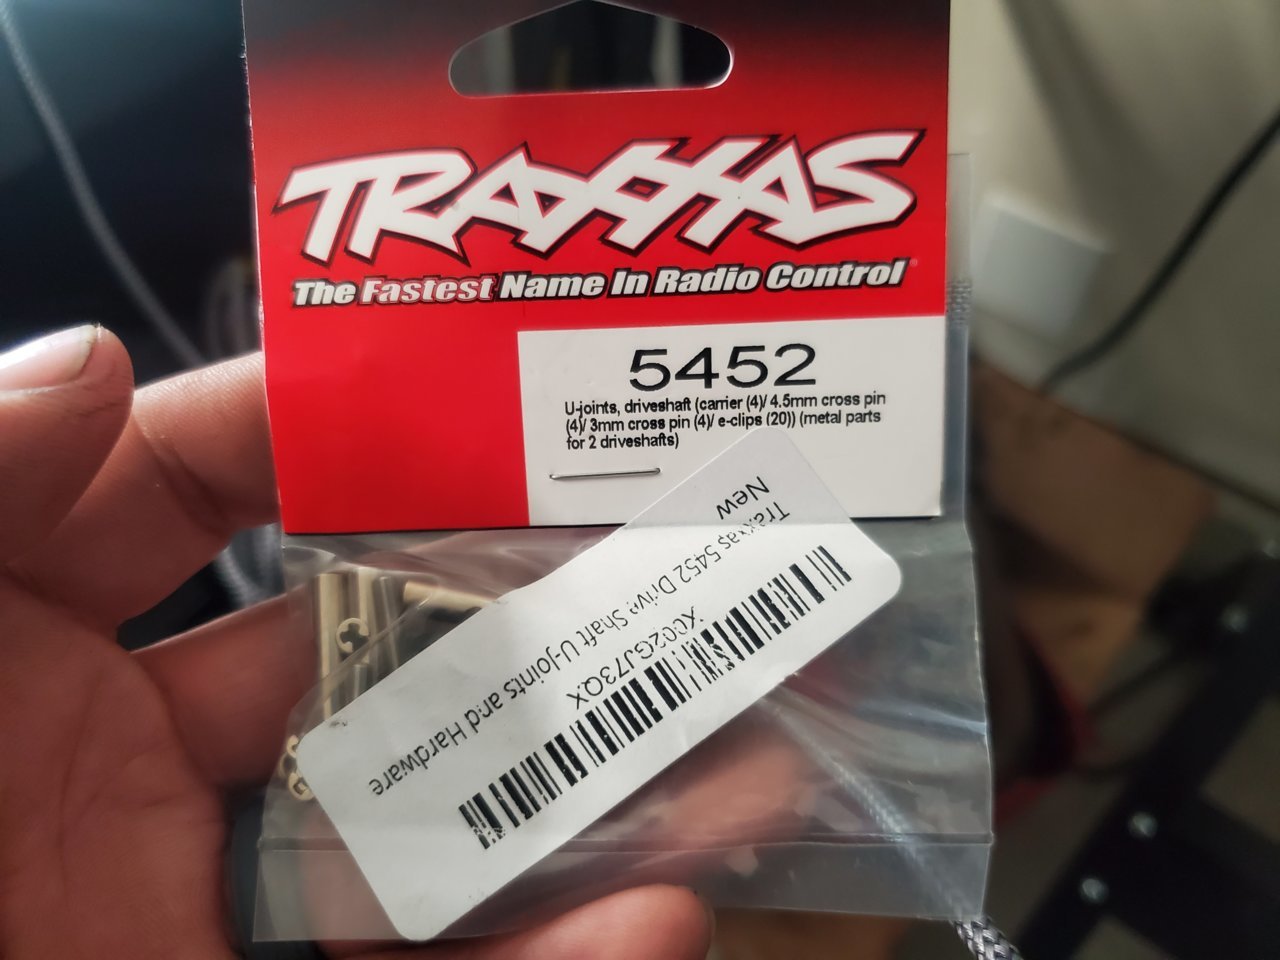 TRAXXAS
The Fastest Name In Radio Control
5452
U-joints, driveshaft (carrier (4)/ 4.5mm cross pin
(4)/ 3mm cross pin (4)/ e-clips (20)) (metal parts
for 2 driveshafts)
X002GJ73QX
Traxxas 5452 Drive Shaft U-Joints and Hardware
New